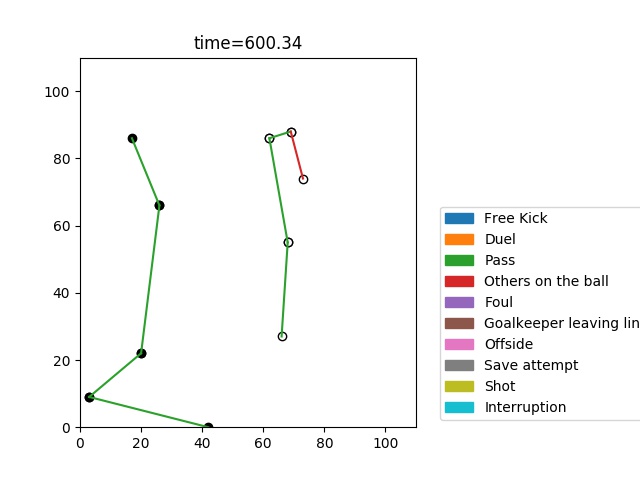 time=600.34
100
80
60
40
20
0
0 20 40 60 80 100
Free Kick
Duel
Pass
Others on the ball
Foul
Goalkeeper leaving lin
Offside
Save attempt
Shot
Interruption